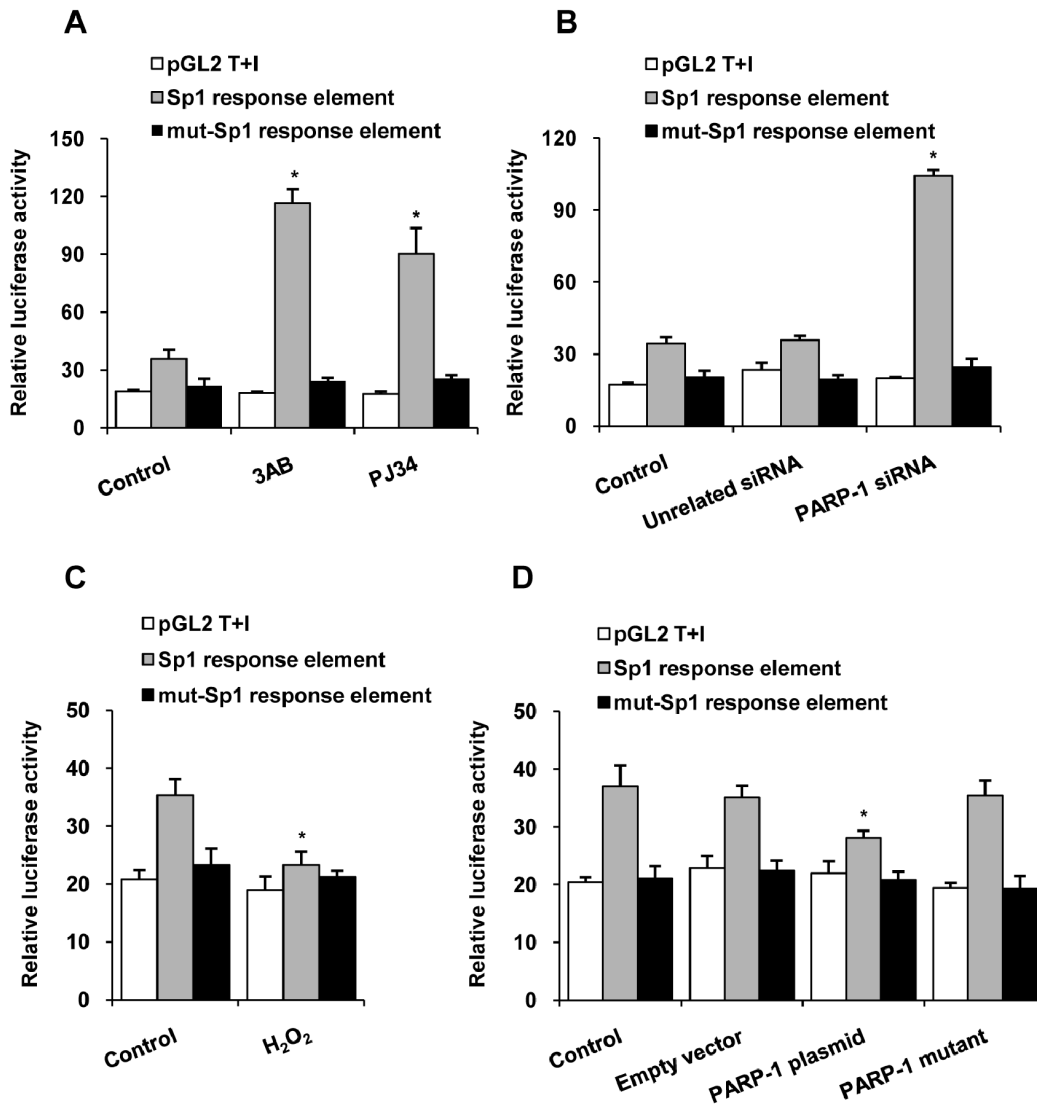 A
pGL2 T+I
Sp1 response element
mut-Sp1 response element
Relative luciferase activity
150
120
90
60
30
0
*
*
Control
3AB
PJ34
B
pGL2 T+I
Sp1 response element
mut-Sp1 response element
Relative luciferase activity
120
90
60
30
0
*
Control
Unrelated siRNA
PARP-1 siRNA
C
pGL2 T+I
Sp1 response element
mut-Sp1 response element
Relative luciferase activity
50
40
30
20
10
0
*
Control
H₂O₂
D
pGL2 T+I
Sp1 response element
mut-Sp1 response element
Relative luciferase activity
50
40
30
20
10
0
*
Control
Empty vector
PARP-1 plasmid
PARP-1 mutant